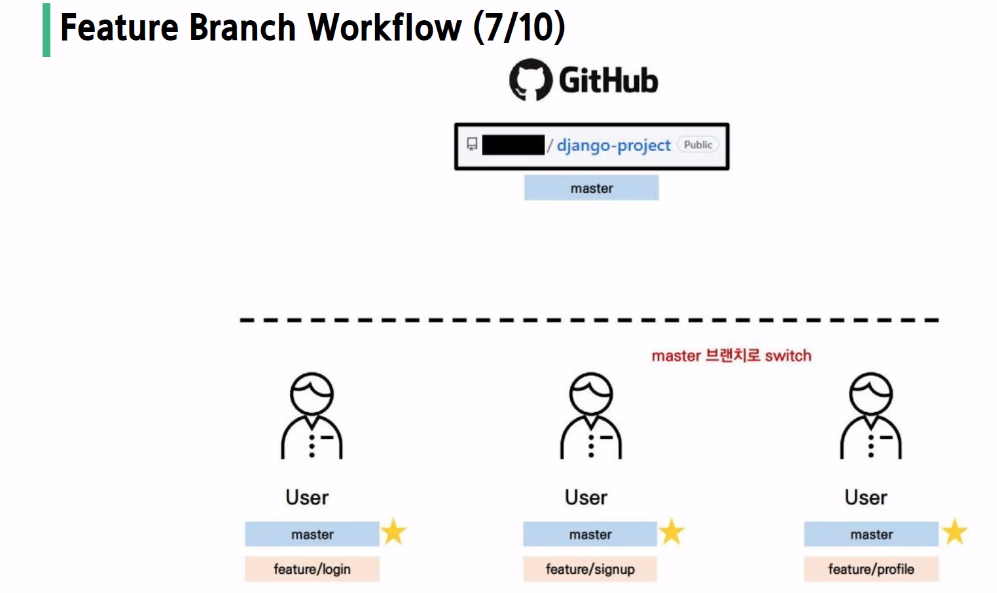 Feature Branch Workflow (7/10)
GitHub
/ django-project Public
master
master 브랜치로 switch
User User User
master master master
feature/login feature/signup feature/profile